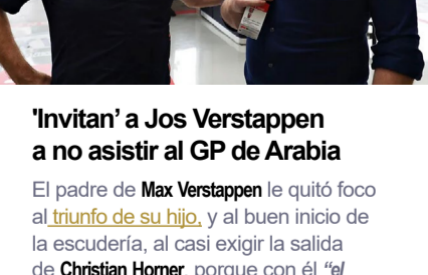 'Invitan’ a Jos Verstappen
a no asistir al GP de Arabia
El padre de Max Verstappen le quitó foco
al triunfo de su hijo, y al buen inicio de
la escudería, al casi exigir la salida
de Christian Horner, porque con él “el